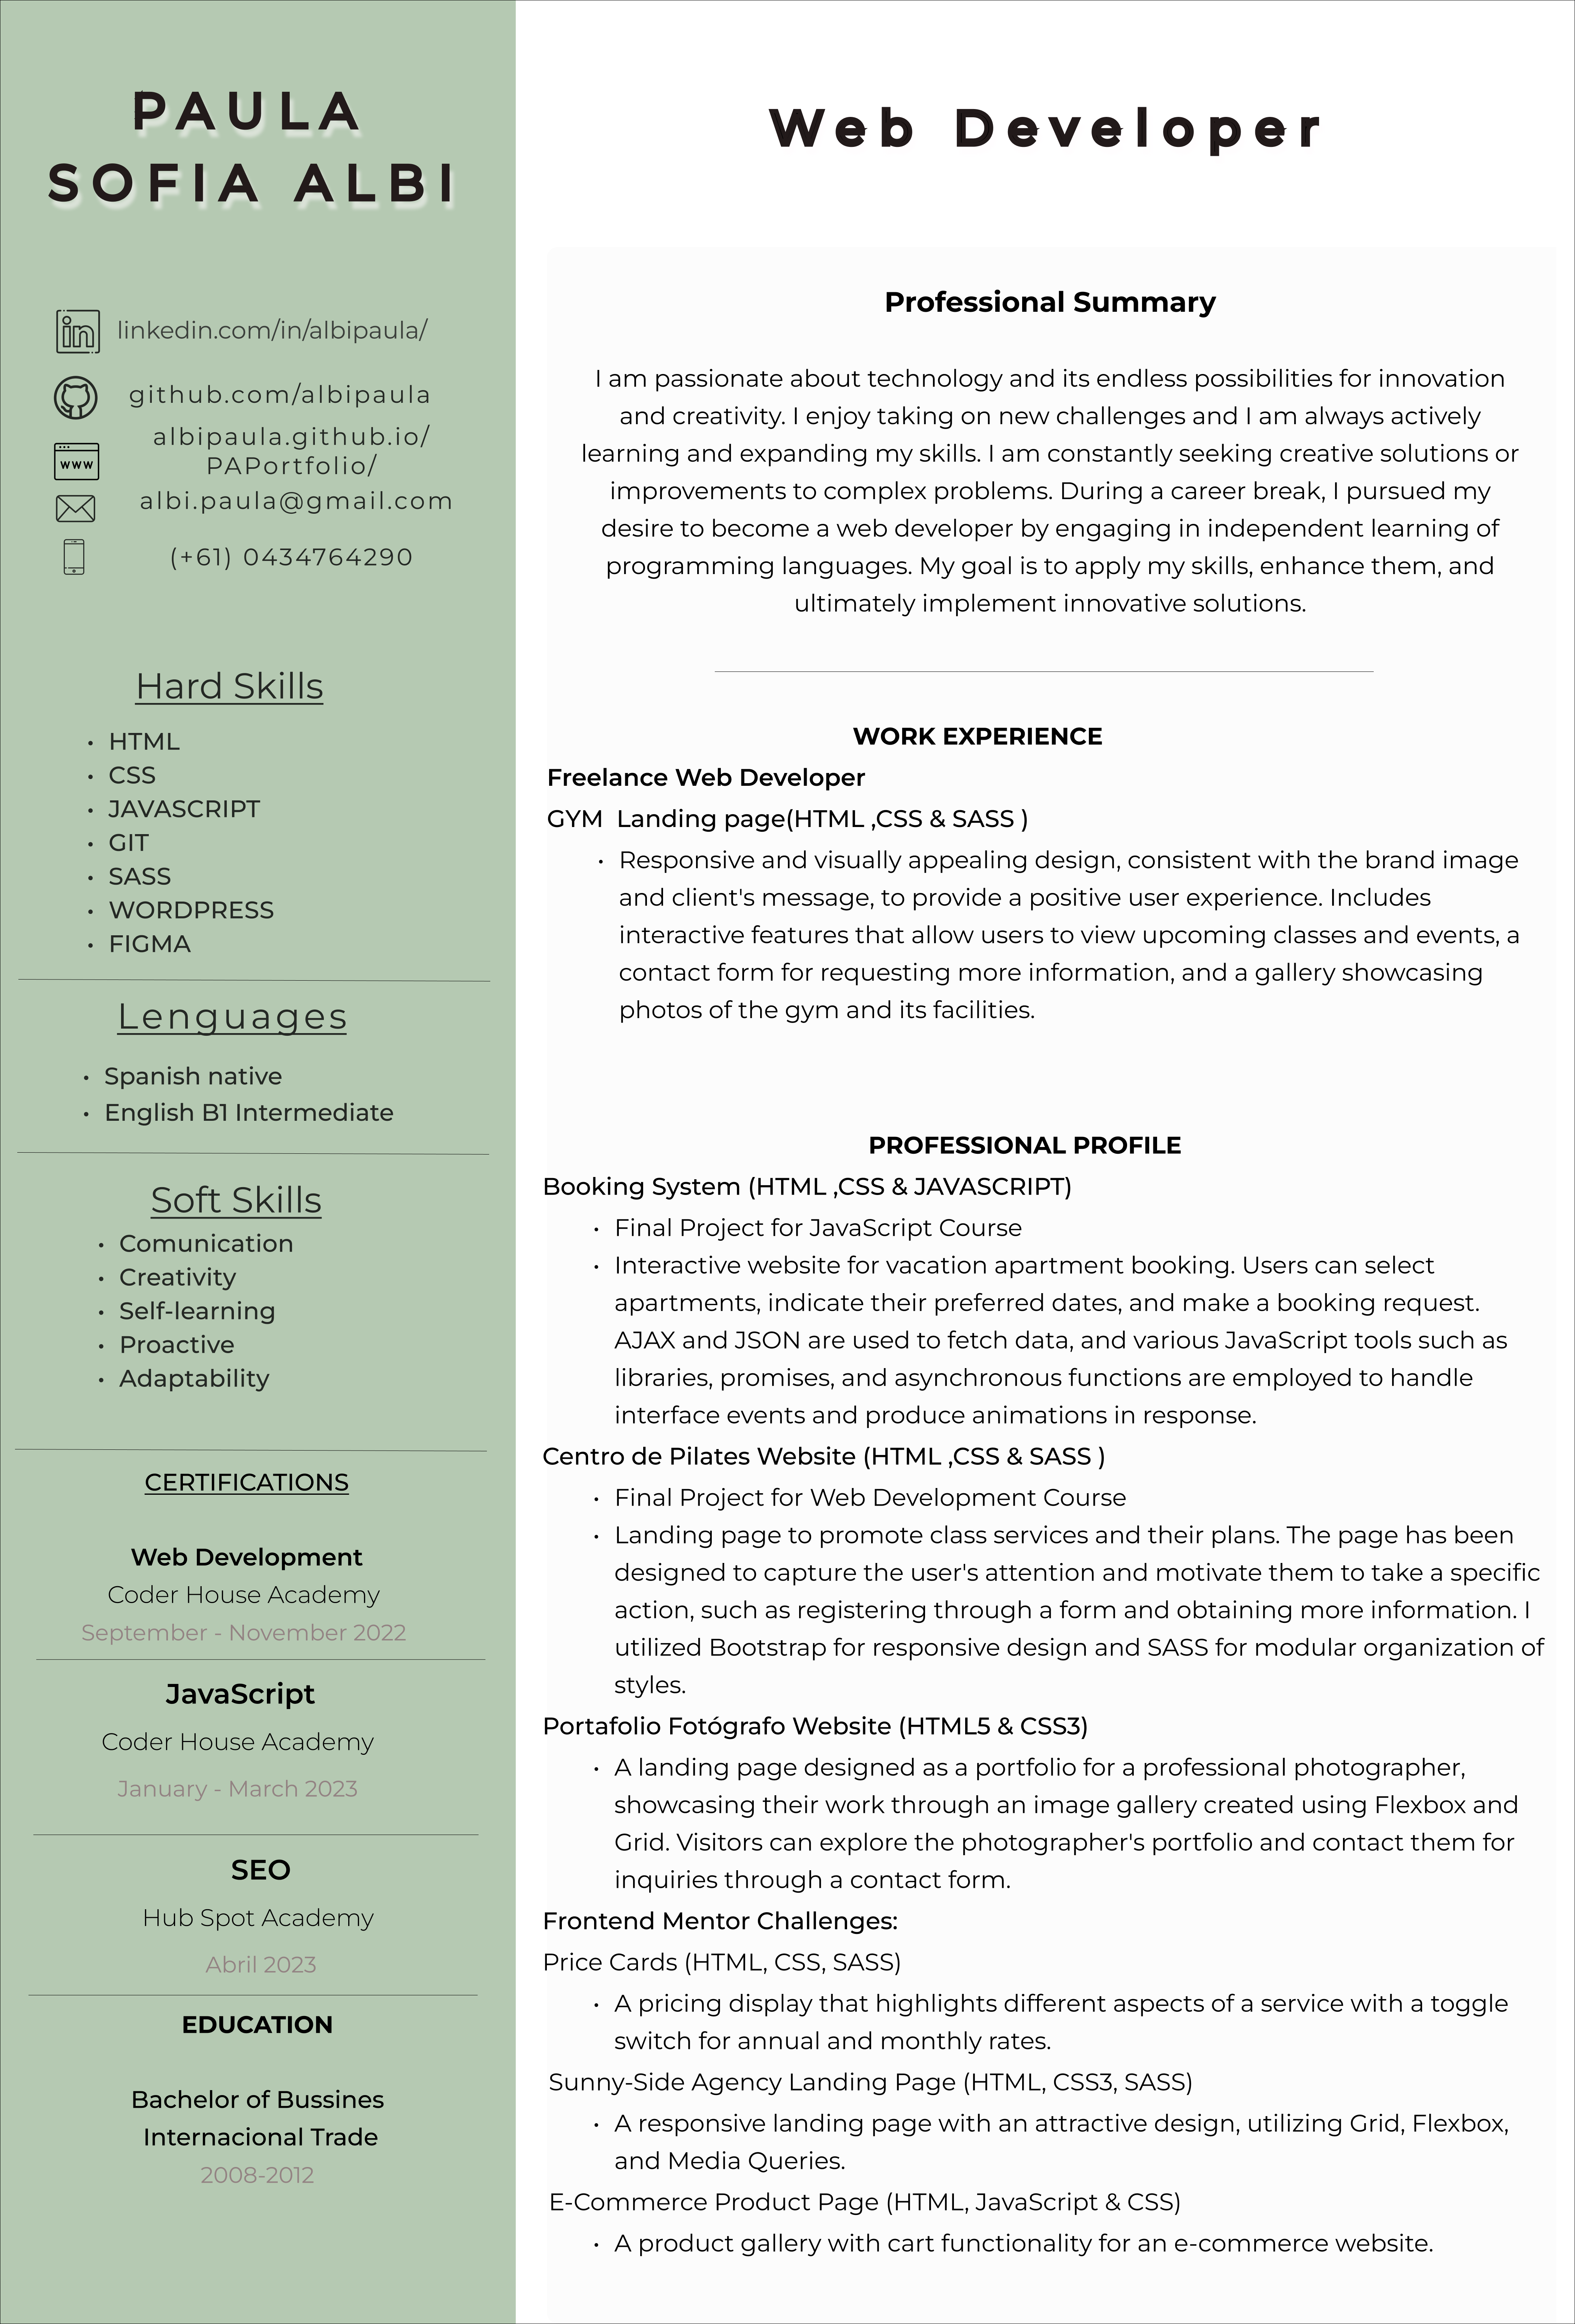 PAULA
SOFIA ALBI
linkedin.com/in/albipaula/
github.com/albipaula
www
albipaula.github.io/
PAPortfolio/
albi.paula@gmail.com
(+61) 0434764290
Hard Skills
• HTML
• CSS
• JAVASCRIPT
• GIT
• SASS
• WORDPRESS
• FIGMA
Lenguages
• Spanish native
• English B1 Intermediate
Soft Skills
• Comunication
• Creativity
• Self-learning
• Proactive
• Adaptability
CERTIFICATIONS
Web Development
Coder House Academy
September - November 2022
JavaScript
Coder House Academy
January - March 2023
SEO
Hub Spot Academy
Abril 2023
EDUCATION
Bachelor of Bussines
Internacional Trade
2008-2012
Web Developer
Professional Summary
I am passionate about technology and its endless possibilities for innovation
and creativity. I enjoy taking on new challenges and I am always actively
learning and expanding my skills. I am constantly seeking creative solutions or
improvements to complex problems. During a career break, I pursued my
desire to become a web developer by engaging in independent learning of
programming languages. My goal is to apply my skills, enhance them, and
ultimately implement innovative solutions.
WORK EXPERIENCE
Freelance Web Developer
GYM  Landing page(HTML ,CSS & SASS )
• Responsive and visually appealing design, consistent with the brand image
and client's message, to provide a positive user experience. Includes
interactive features that allow users to view upcoming classes and events, a
contact form for requesting more information, and a gallery showcasing
photos of the gym and its facilities.
PROFESSIONAL PROFILE
Booking System (HTML ,CSS & JAVASCRIPT)
• Final Project for JavaScript Course
• Interactive website for vacation apartment booking. Users can select
apartments, indicate their preferred dates, and make a booking request.
AJAX and JSON are used to fetch data, and various JavaScript tools such as
libraries, promises, and asynchronous functions are employed to handle
interface events and produce animations in response.
Centro de Pilates Website (HTML ,CSS & SASS )
• Final Project for Web Development Course
• Landing page to promote class services and their plans. The page has been
designed to capture the user's attention and motivate them to take a specific
action, such as registering through a form and obtaining more information. I
utilized Bootstrap for responsive design and SASS for modular organization of
styles.
Portafolio Fotógrafo Website (HTML5 & CSS3)
• A landing page designed as a portfolio for a professional photographer,
showcasing their work through an image gallery created using Flexbox and
Grid. Visitors can explore the photographer's portfolio and contact them for
inquiries through a contact form.
Frontend Mentor Challenges:
Price Cards (HTML, CSS, SASS)
• A pricing display that highlights different aspects of a service with a toggle
switch for annual and monthly rates.
Sunny-Side Agency Landing Page (HTML, CSS3, SASS)
• A responsive landing page with an attractive design, utilizing Grid, Flexbox,
and Media Queries.
E-Commerce Product Page (HTML, JavaScript & CSS)
• A product gallery with cart functionality for an e-commerce website.